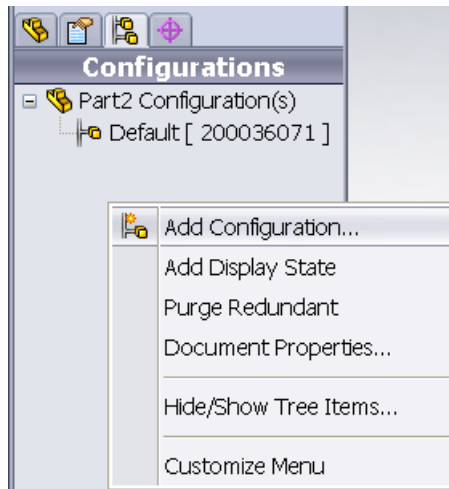 Configurations
Part2 Configuration(s)
Default [ 200036071 ]
Add Configuration...
Add Display State
Purge Redundant
Document Properties...
Hide/Show Tree Items...
Customize Menu